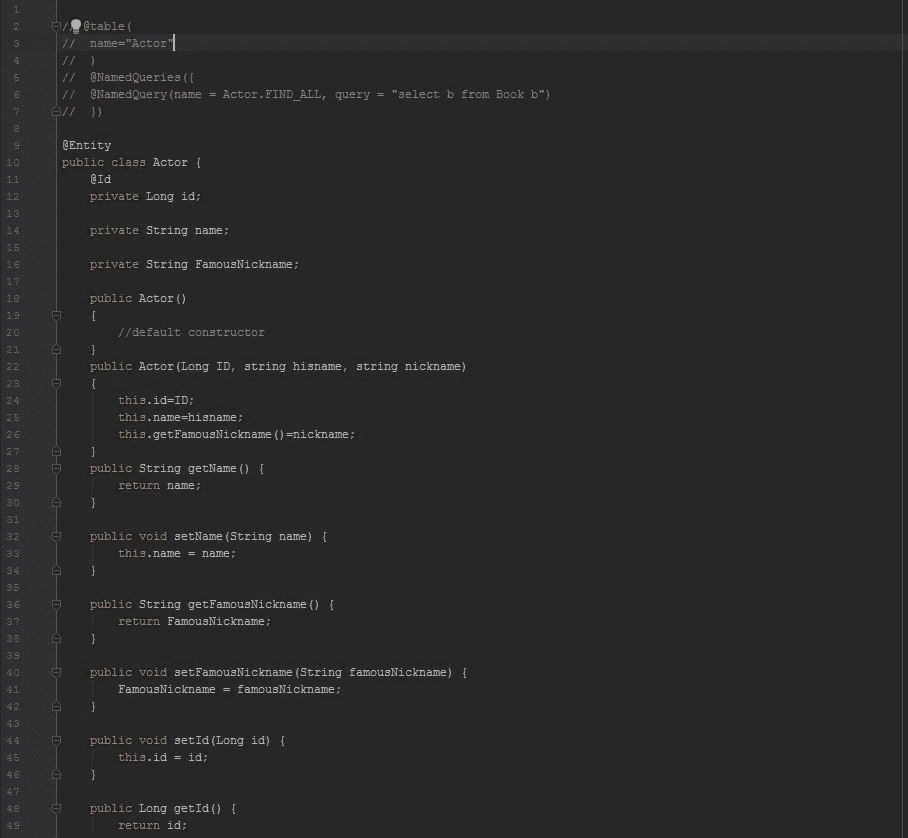 1
2 // @table(
3 //  name="Actor"
4 //  )
5 //  @NamedQueries({
6 //  @NamedQuery(name = Actor.FIND_ALL, query = "select b from Book b")
7 //  })
8
9 @Entity
10 public class Actor {
11     @Id
12     private Long id;
13
14     private String name;
15
16     private String FamousNickname;
17
18     public Actor()
19     {
20         //default constructor
21     }
22     public Actor(Long ID, string hisname, string nickname)
23     {
24         this.id=ID;
25         this.name=hisname;
26         this.getFamousNickname()=nickname;
27     }
28     public String getName() {
29         return name;
30     }
31
32     public void setName(String name) {
33         this.name = name;
34     }
35
36     public String getFamousNickname() {
37         return FamousNickname;
38     }
39
40     public void setFamousNickname(String famousNickname) {
41         FamousNickname = famousNickname;
42     }
43
44     public void setId(Long id) {
45         this.id = id;
46     }
47
48     public Long getId() {
49         return id;